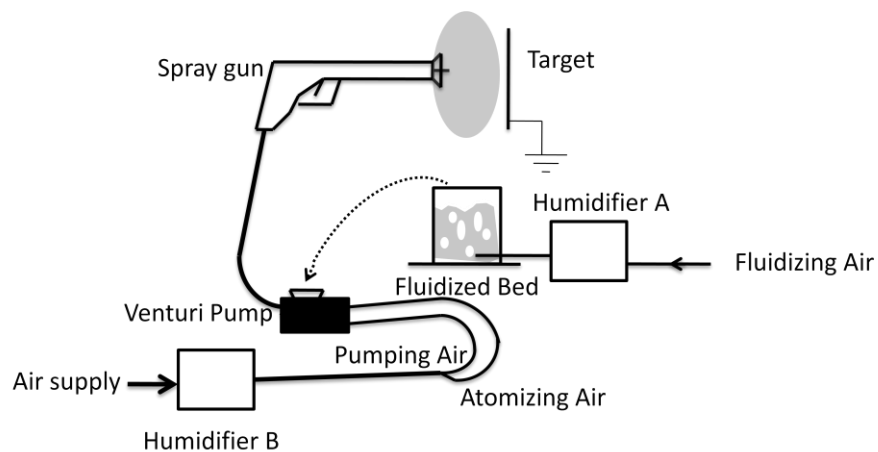 Spray gun
Target
Humidifier A
Fluidizing Air
Fluidized Bed
Venturi Pump
Pumping Air
Air supply
Atomizing Air
Humidifier B